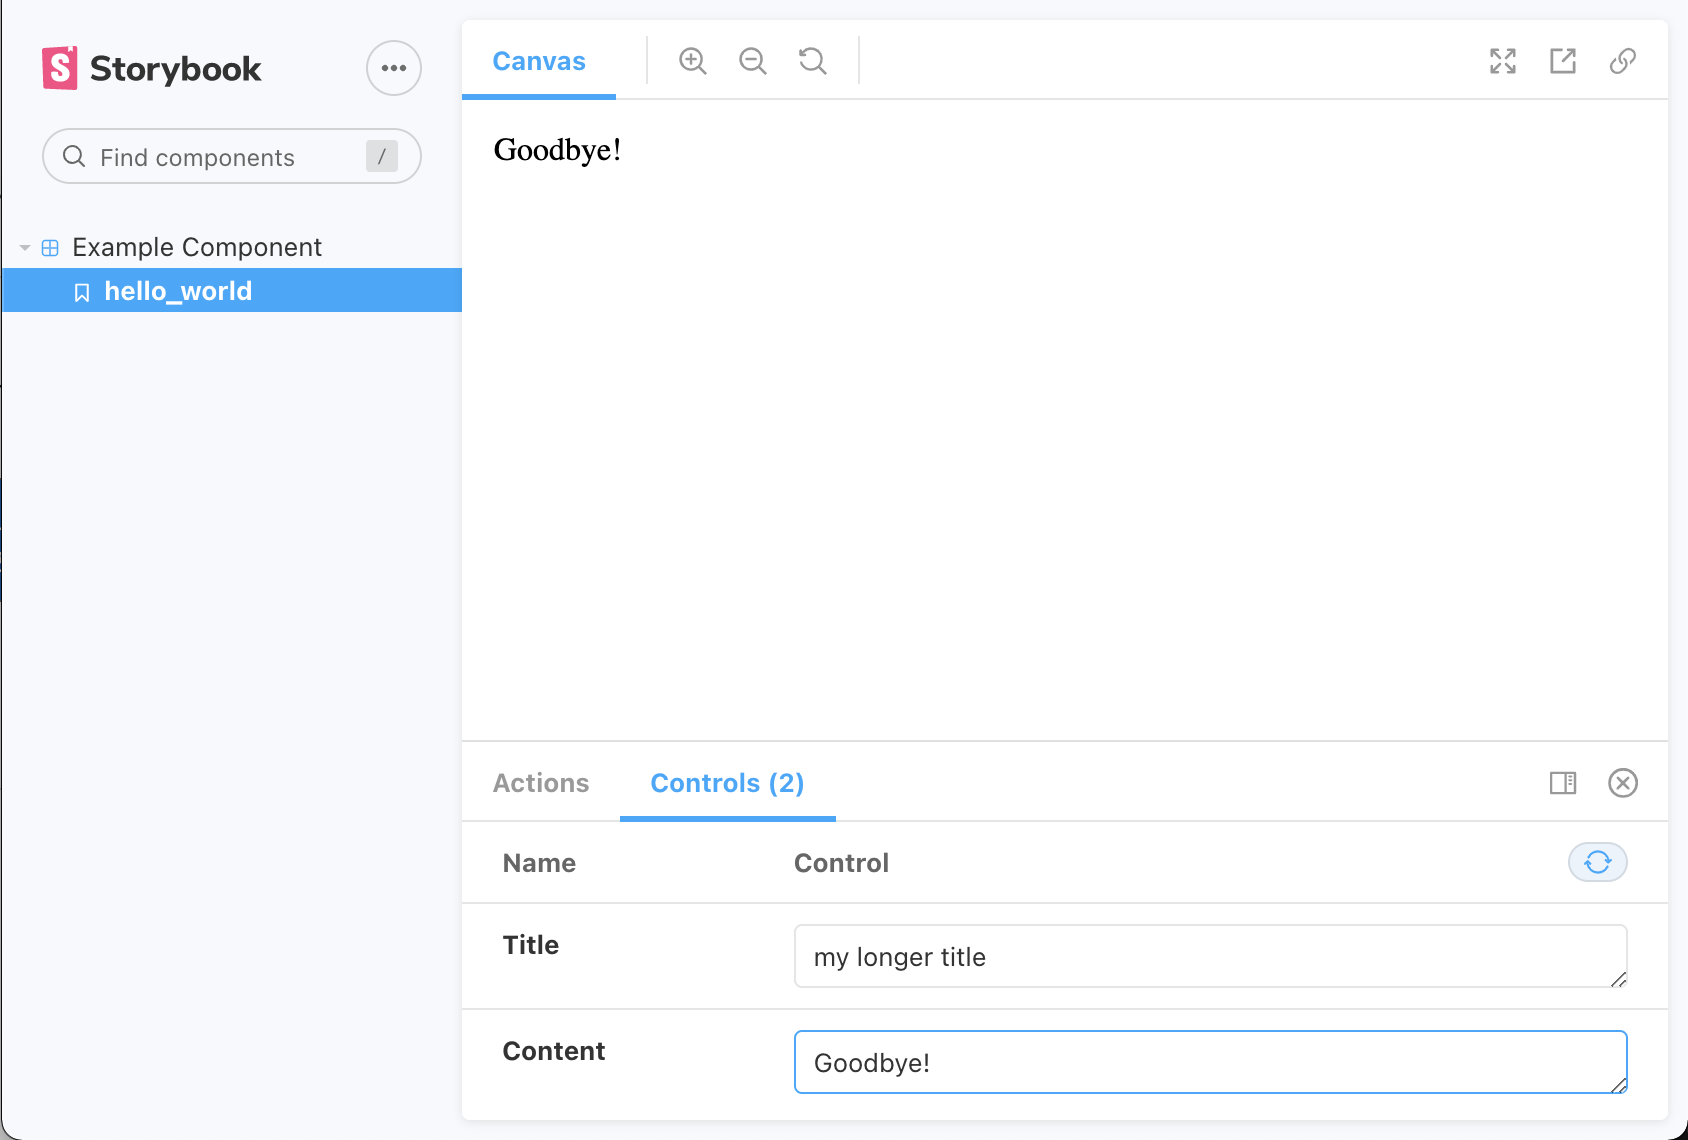 Storybook
Find components /
Example Component
hello_world
Canvas
Goodbye!
Actions Controls (2)
Name Control
Title my longer title
Content Goodbye!